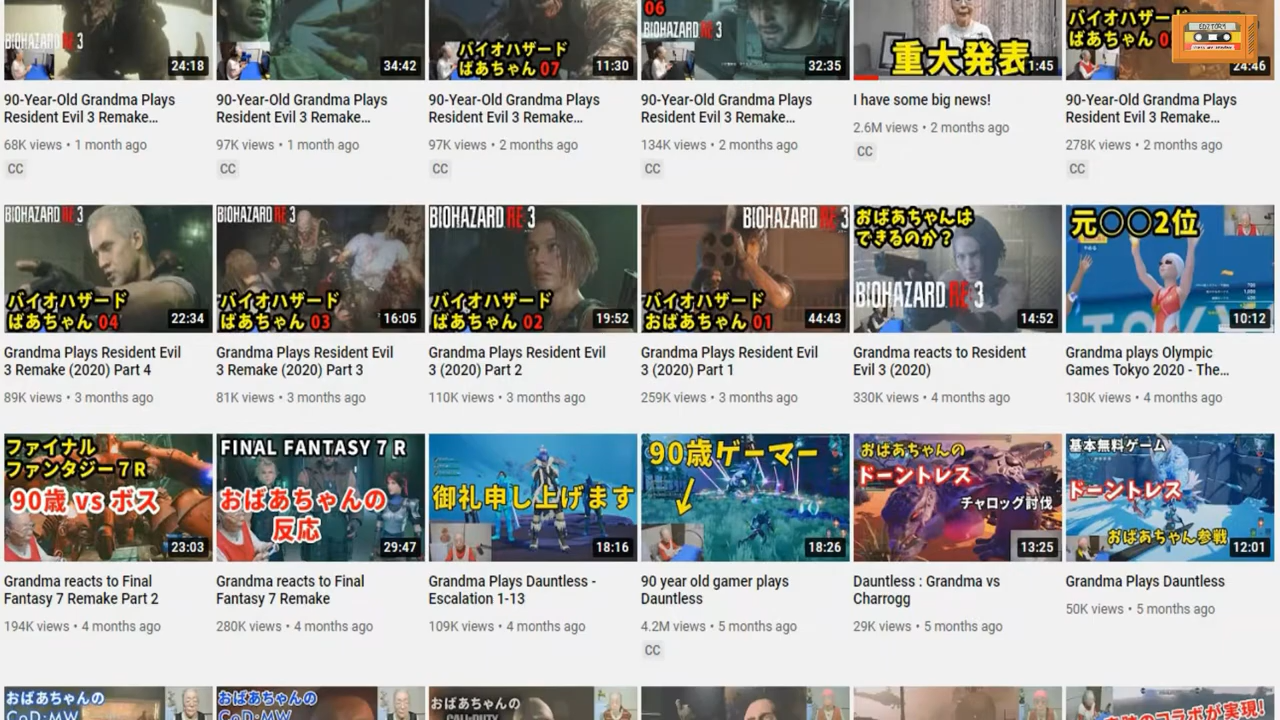 BIOHAZARD RE 3
24:18
34:42
バイオハザード
ばあちゃん 07
11:30
06
BIOHAZARD RE 3
32:35
重大発表
1:45
バイオハザード
ばあちゃん
24:46
90-Year-Old Grandma Plays
Resident Evil 3 Remake...
68K views • 1 month ago
CC
90-Year-Old Grandma Plays
Resident Evil 3 Remake...
97K views • 1 month ago
CC
90-Year-Old Grandma Plays
Resident Evil 3 Remake...
97K views • 2 months ago
CC
90-Year-Old Grandma Plays
Resident Evil 3 Remake...
134K views • 2 months ago
CC
I have some big news!
2.6M views • 2 months ago
CC
90-Year-Old Grandma Plays
Resident Evil 3 Remake...
278K views • 2 months ago
CC
BIOHAZARD RE 3
バイオハザード
ばあちゃん 04
22:34
BIOHAZARD RE 3
バイオハザード
ばあちゃん 03
16:05
BIOHAZARD RE 3
バイオハザード
ばあちゃん 02
19:52
BIOHAZARD RE 3
バイオハザード
おばあちゃん 01
44:43
おばあちゃんは
できるのか?
BIOHAZARD RE 3
14:52
元○○2位
TOKYO
10:12
Grandma Plays Resident Evil
3 Remake (2020) Part 4
89K views • 3 months ago
Grandma Plays Resident Evil
3 Remake (2020) Part 3
81K views • 3 months ago
Grandma Plays Resident Evil
3 (2020) Part 2
110K views • 3 months ago
Grandma Plays Resident Evil
3 (2020) Part 1
259K views • 3 months ago
Grandma reacts to Resident
Evil 3 (2020)
330K views • 4 months ago
Grandma plays Olympic
Games Tokyo 2020 - The...
130K views • 4 months ago
ファイナル
ファンタジー7R
90歳 vs ボス
23:03
FINAL FANTASY 7 R
おばあちゃんの
反応
29:47
御礼申し上げます
18:16
90歳ゲーマー
18:26
おばあちゃんの
ドーントレス
チャロッグ討伐
13:25
基本無料ゲーム
ドーントレス
おばあちゃん参戦
12:01
Grandma reacts to Final
Fantasy 7 Remake Part 2
194K views • 4 months ago
Grandma reacts to Final
Fantasy 7 Remake
280K views • 4 months ago
Grandma Plays Dauntless -
Escalation 1-13
109K views • 4 months ago
90 year old gamer plays
Dauntless
4.2M views • 5 months ago
CC
Dauntless : Grandma vs
Charrogg
29K views • 5 months ago
Grandma Plays Dauntless
50K views • 5 months ago
おばあちゃんの
CoD:MW
おばあちゃんの
CoD:MW
おばあちゃんの
CALL OF DUTY
のコラボが実現!